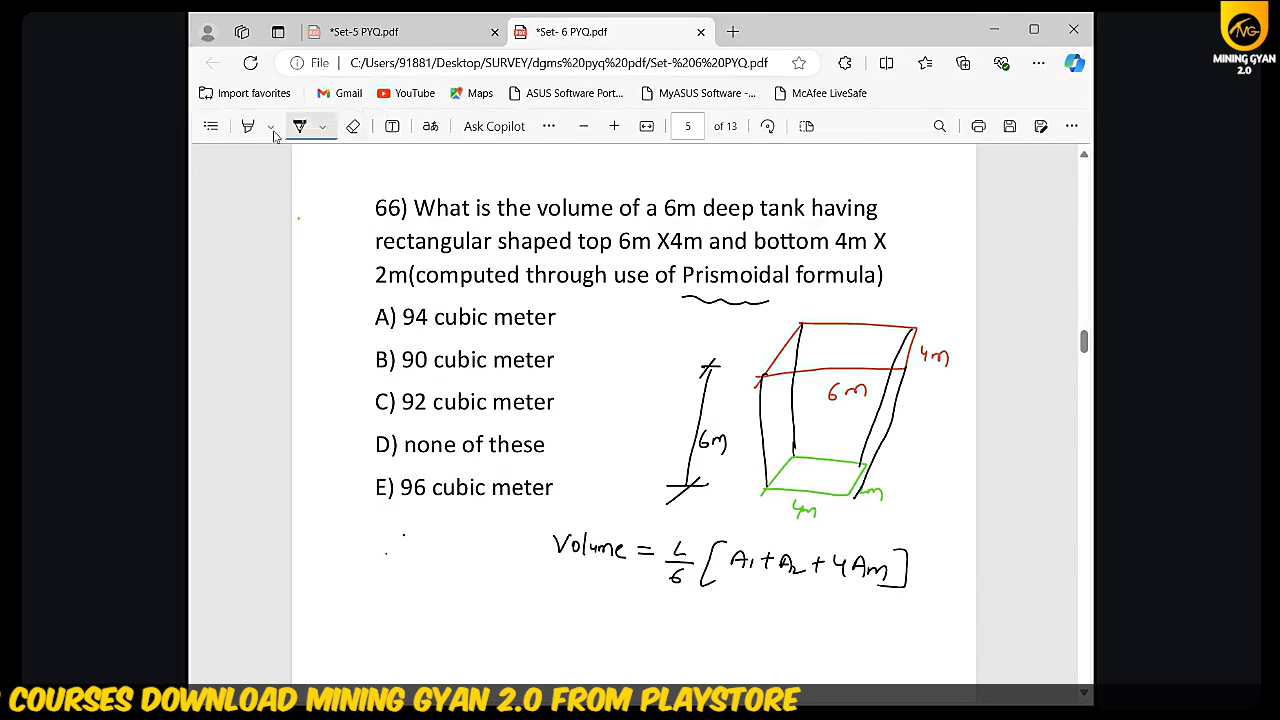 *Set-5 PYQ.pdf
*Set- 6 PYQ.pdf
File
C:/Users/91881/Desktop/SURVEY/dgms%20pyq%20pdf/Set-%206%20PYQ.pdf
Import favorites
Gmail
YouTube
Maps
ASUS Software Port...
MyASUS Software -...
McAfee LiveSafe
Ask Copilot
5
of 13
MINING GYAN
2.0
66) What is the volume of a 6m deep tank having
rectangular shaped top 6m X4m and bottom 4m X
2m(computed through use of Prismoidal formula)
A) 94 cubic meter
B) 90 cubic meter
C) 92 cubic meter
D) none of these
E) 96 cubic meter
4m
6m
6m
4m
Volume = L/6 [A1+A2+4Am]
COURSES DOWNLOAD MINING GYAN 2.0 FROM PLAYSTORE